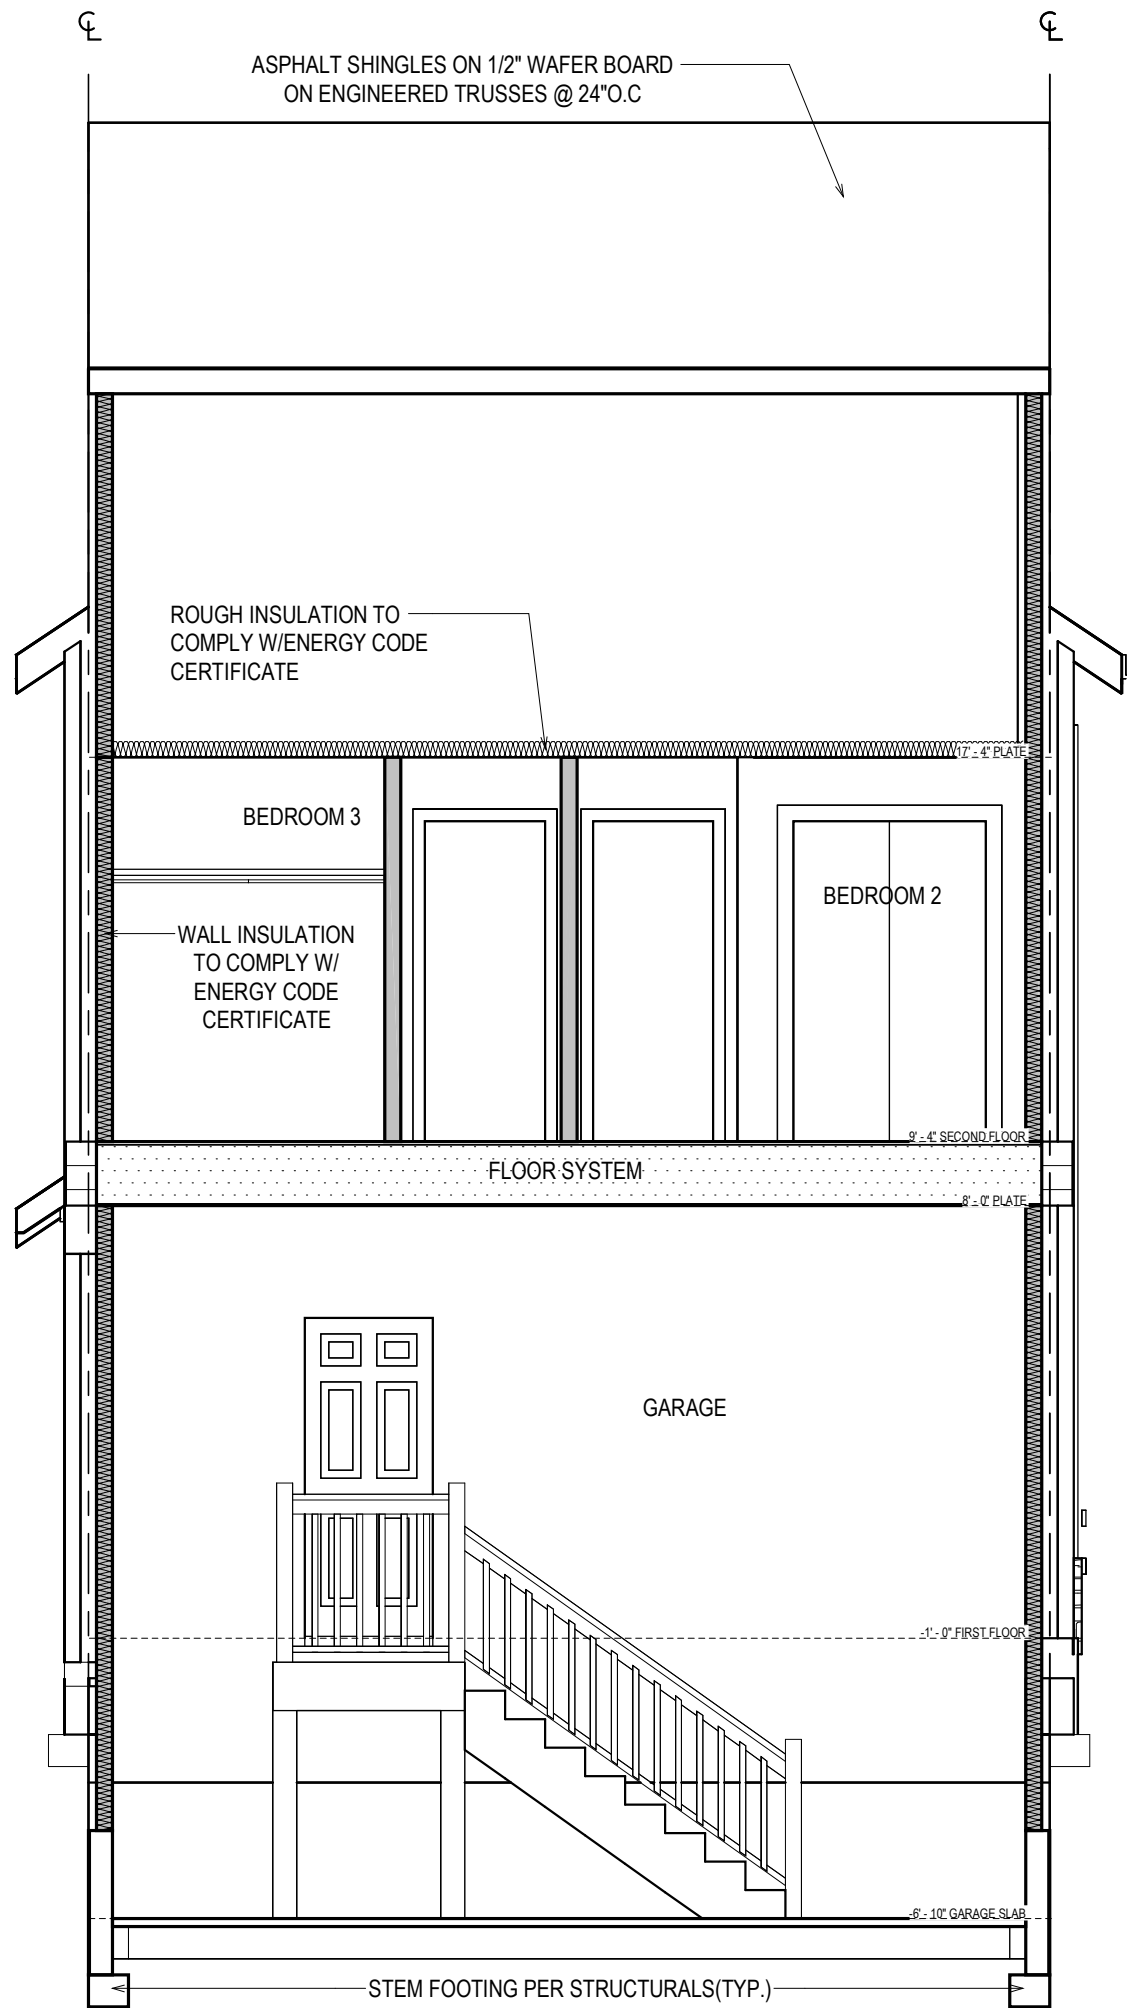 ℄ ℄
ASPHALT SHINGLES ON 1/2" WAFER BOARD
ON ENGINEERED TRUSSES @ 24"O.C
ROUGH INSULATION TO
COMPLY W/ENERGY CODE
CERTIFICATE
17' - 4" PLATE
BEDROOM 3
BEDROOM 2
WALL INSULATION
TO COMPLY W/
ENERGY CODE
CERTIFICATE
9' - 4" SECOND FLOOR
FLOOR SYSTEM
8' - 0" PLATE
GARAGE
-1' - 0" FIRST FLOOR
-6' - 10" GARAGE SLAB
STEM FOOTING PER STRUCTURALS(TYP.)